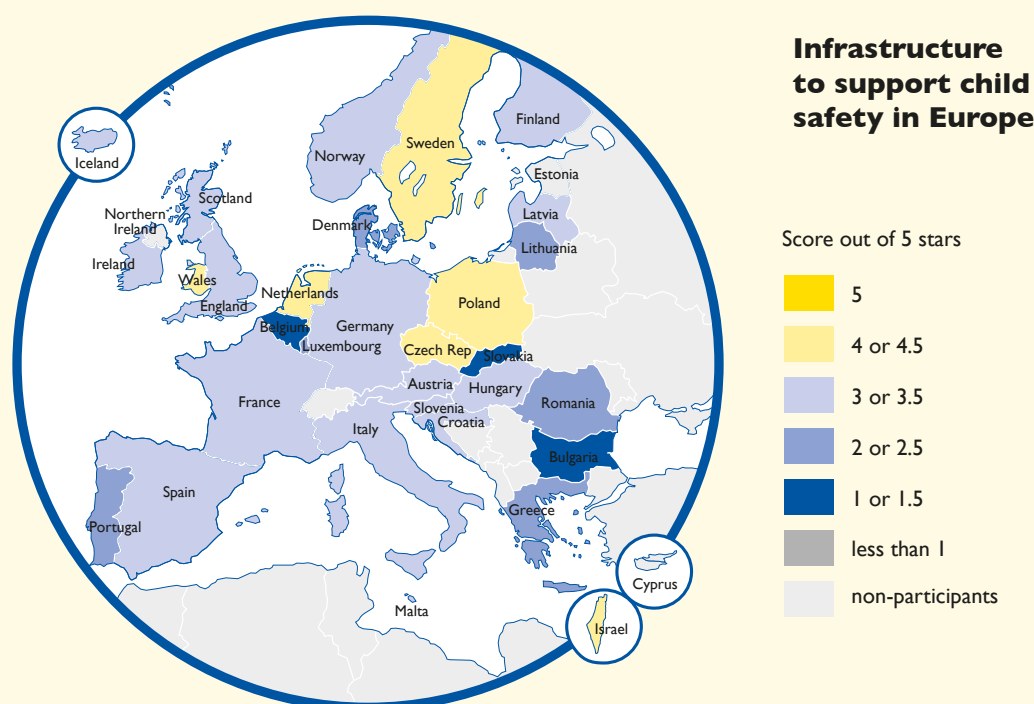 Infrastructure
to support child
safety in Europe
Iceland
Finland
Norway
Sweden
Estonia
Scotland
Latvia
Northern
Ireland
Denmark
Lithuania
Ireland
Wales
Netherlands
Poland
England
Belgium
Germany
Luxembourg
Czech Rep
Slovakia
Austria
Hungary
France
Slovenia
Romania
Croatia
Italy
Bulgaria
Spain
Greece
Portugal
Malta
Cyprus
Israel
Score out of 5 stars
5
4 or 4.5
3 or 3.5
2 or 2.5
1 or 1.5
less than 1
non-participants